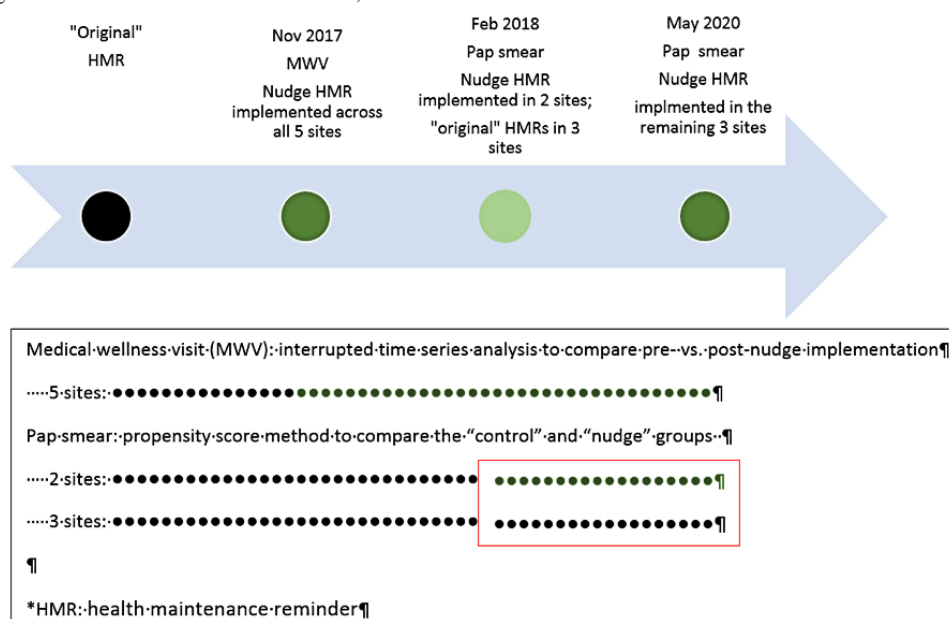 "Original"
HMR
Nov 2017
MWV
Nudge HMR
implemented across
all 5 sites
Feb 2018
Pap smear
Nudge HMR
implemented in 2 sites;
"original" HMRs in 3
sites
May 2020
Pap smear
Nudge HMR
implmented in the
remaining 3 sites
Medical·wellness·visit·(MWV):·interrupted·time·series·analysis·to·compare·pre-·vs.·post-nudge·implementation¶
·····5·sites:·●●●●●●●●●●●●●●●●●●●●●●●●●●●●●●●●●●●●●●●●●●●●●●●●●¶
Pap·smear:·propensity·score·method·to·compare·the·“control”·and·“nudge”·groups··¶
·····2·sites:·●●●●●●●●●●●●●●●●●●●●●●●●●●●●●● ●●●●●●●●●●●●●●●●●●¶
·····3·sites:·●●●●●●●●●●●●●●●●●●●●●●●●●●●●●● ●●●●●●●●●●●●●●●●●●¶
¶
*HMR:·health·maintenance·reminder¶